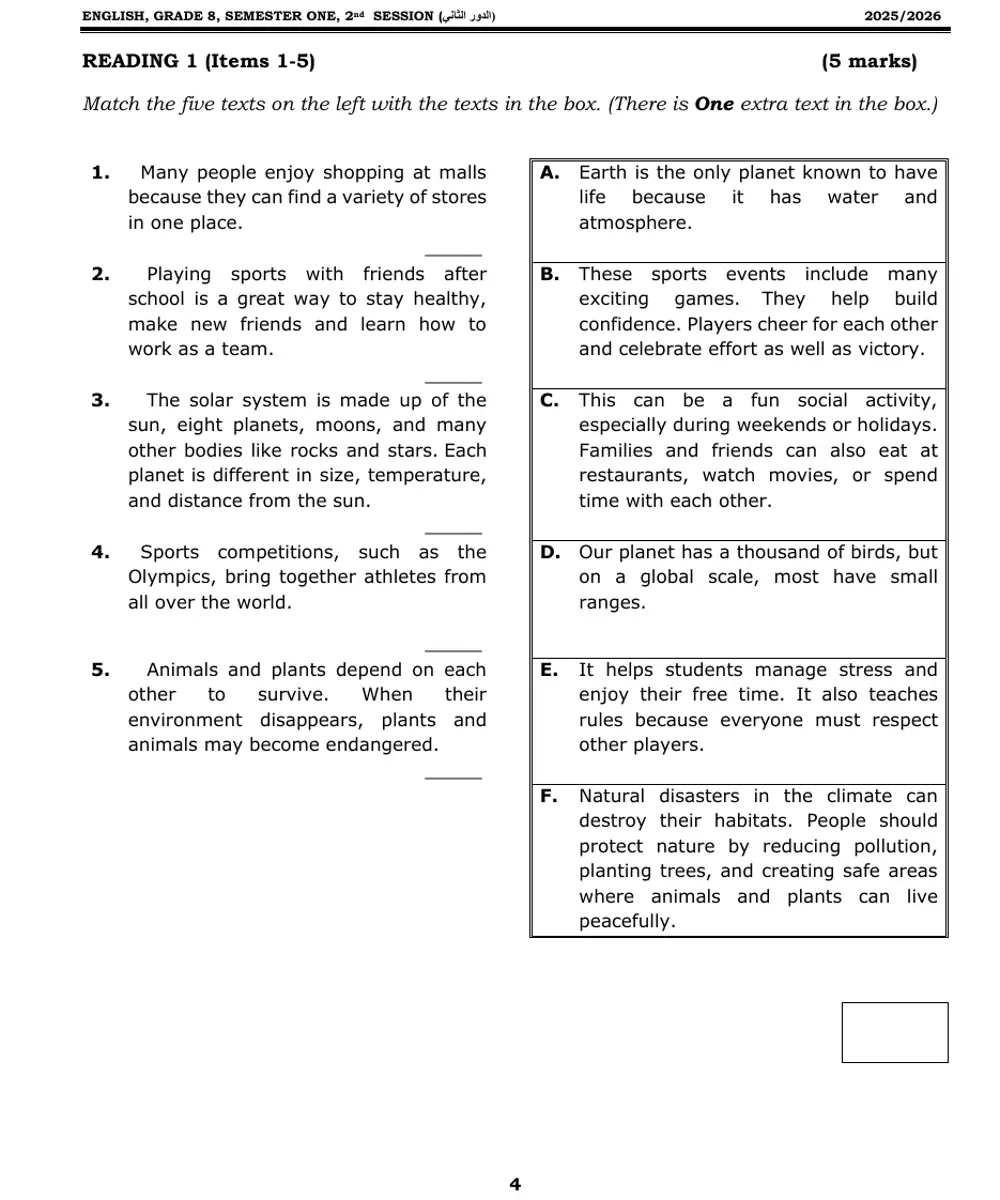 ENGLISH, GRADE 8, SEMESTER ONE, 2nd SESSION (الدور الثاني) 2025/2026
READING 1 (Items 1-5) (5 marks)
Match the five texts on the left with the texts in the box. (There is One extra text in the box.)
1. Many people enjoy shopping at malls
because they can find a variety of stores
in one place.
2. Playing sports with friends after
school is a great way to stay healthy,
make new friends and learn how to
work as a team.
3. The solar system is made up of the
sun, eight planets, moons, and many
other bodies like rocks and stars. Each
planet is different in size, temperature,
and distance from the sun.
4. Sports competitions, such as the
Olympics, bring together athletes from
all over the world.
5. Animals and plants depend on each
other to survive. When their
environment disappears, plants and
animals may become endangered.
A. Earth is the only planet known to have
life because it has water and
atmosphere.
B. These sports events include many
exciting games. They help build
confidence. Players cheer for each other
and celebrate effort as well as victory.
C. This can be a fun social activity,
especially during weekends or holidays.
Families and friends can also eat at
restaurants, watch movies, or spend
time with each other.
D. Our planet has a thousand of birds, but
on a global scale, most have small
ranges.
E. It helps students manage stress and
enjoy their free time. It also teaches
rules because everyone must respect
other players.
F. Natural disasters in the climate can
destroy their habitats. People should
protect nature by reducing pollution,
planting trees, and creating safe areas
where animals and plants can live
peacefully.
4